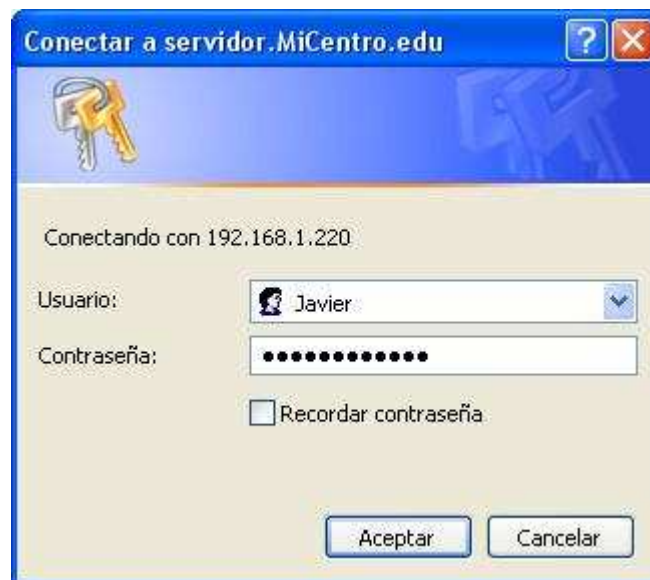 Conectar a servidor.MiCentro.edu
Conectando con 192.168.1.220
Usuario: Javier
Contraseña: ●●●●●●●●●●●●
Recordar contraseña
Aceptar Cancelar